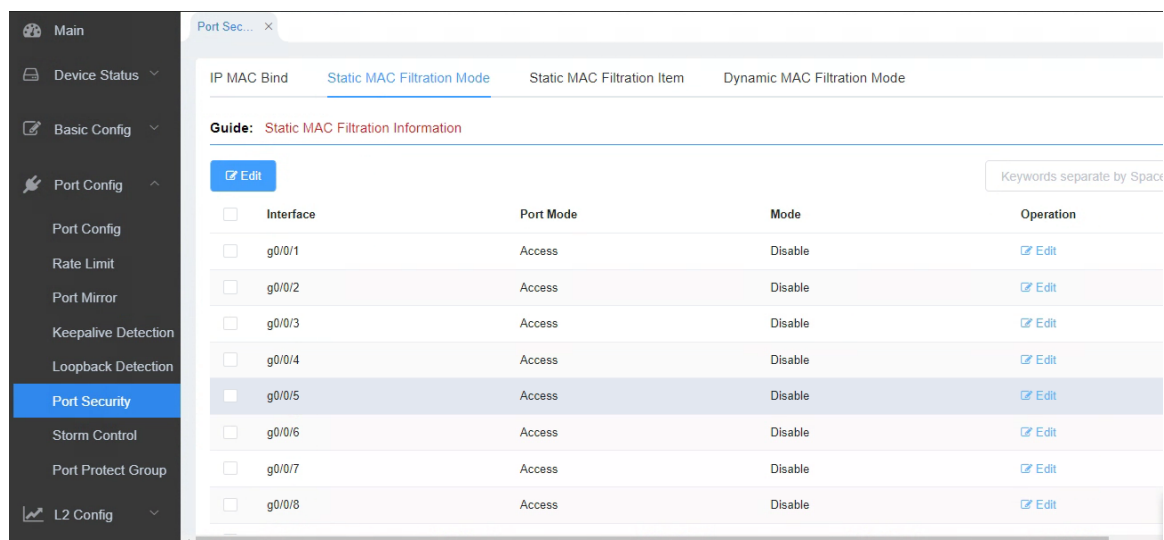 Main
Device Status
Basic Config
Port Config
Port Config
Rate Limit
Port Mirror
Keepalive Detection
Loopback Detection
Port Security
Storm Control
Port Protect Group
L2 Config
Port Sec... ×
IP MAC Bind Static MAC Filtration Mode Static MAC Filtration Item Dynamic MAC Filtration Mode
Guide: Static MAC Filtration Information
Edit Keywords separate by Space
Interface Port Mode Mode Operation
g0/0/1 Access Disable Edit
g0/0/2 Access Disable Edit
g0/0/3 Access Disable Edit
g0/0/4 Access Disable Edit
g0/0/5 Access Disable Edit
g0/0/6 Access Disable Edit
g0/0/7 Access Disable Edit
g0/0/8 Access Disable Edit